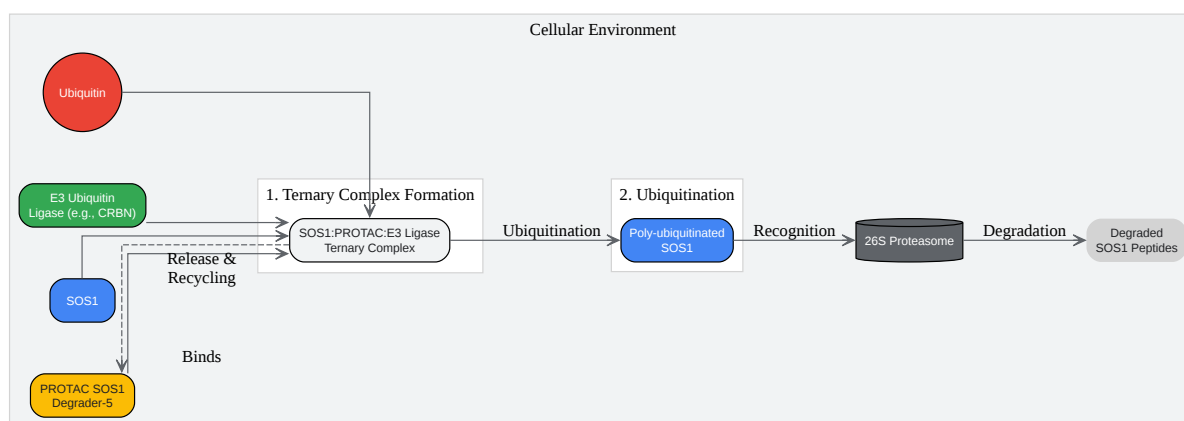 Cellular Environment
Ubiquitin
E3 Ubiquitin
Ligase (e.g., CRBN)
1. Ternary Complex Formation
SOS1:PROTAC:E3 Ligase
Ternary Complex
Ubiquitination
2. Ubiquitination
Poly-ubiquitinated
SOS1
Recognition
26S Proteasome
Degradation
Degraded
SOS1 Peptides
Release &
Recycling
SOS1
Binds
PROTAC SOS1
Degrader-5